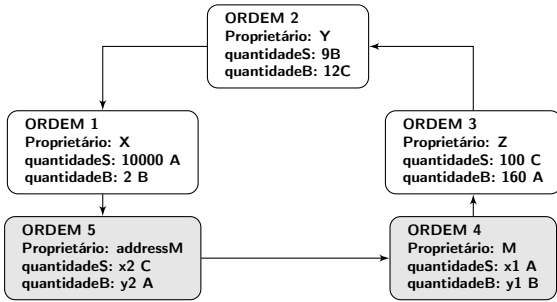 ORDEM 2
Proprietário: Y
quantidadeS: 9B
quantidadeB: 12C
ORDEM 1
Proprietário: X
quantidadeS: 10000 A
quantidadeB: 2 B
ORDEM 3
Proprietário: Z
quantidadeS: 100 C
quantidadeB: 160 A
ORDEM 5
Proprietário: addressM
quantidadeS: x2 C
quantidadeB: y2 A
ORDEM 4
Proprietário: M
quantidadeS: x1 A
quantidadeB: y1 B